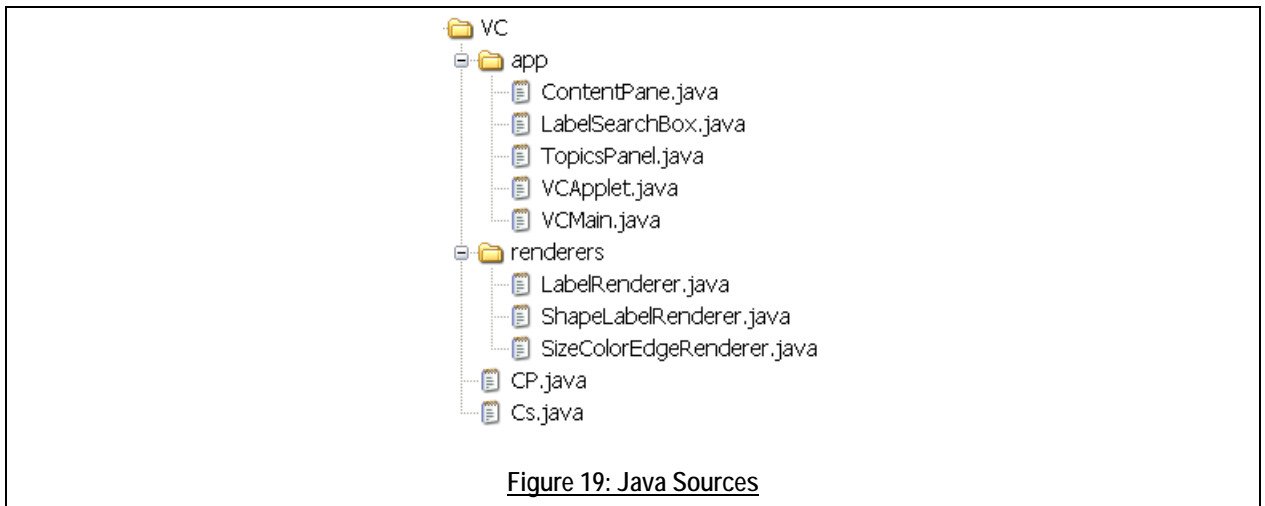 VC
app
ContentPane.java
LabelSearchBox.java
TopicsPanel.java
VCApplet.java
VCMain.java
renderers
LabelRenderer.java
ShapeLabelRenderer.java
SizeColorEdgeRenderer.java
CP.java
Cs.java
Figure 19: Java Sources